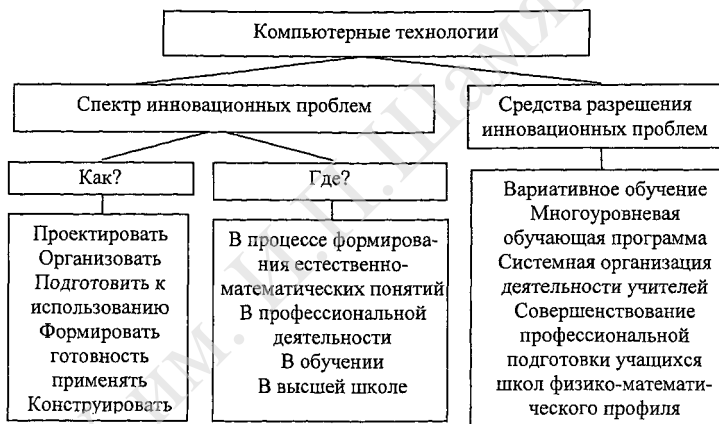 Компьютерные технологии
Спектр инновационных проблем
Средства разрешения
инновационных проблем
Как?
Где?
Проектировать
Организовать
Подготовить к
использованию
Формировать
готовность
применять
Конструировать
В процессе формирова-
ния естественно-
математических понятий
В профессиональной
деятельности
В обучении
В высшей школе
Вариативное обучение
Многоуровневая
обучающая программа
Системная организация
деятельности учителей
Совершенствование
профессиональной
подготовки учащихся
школ физико-математи-
ческого профиля
им. И.П.Шамя